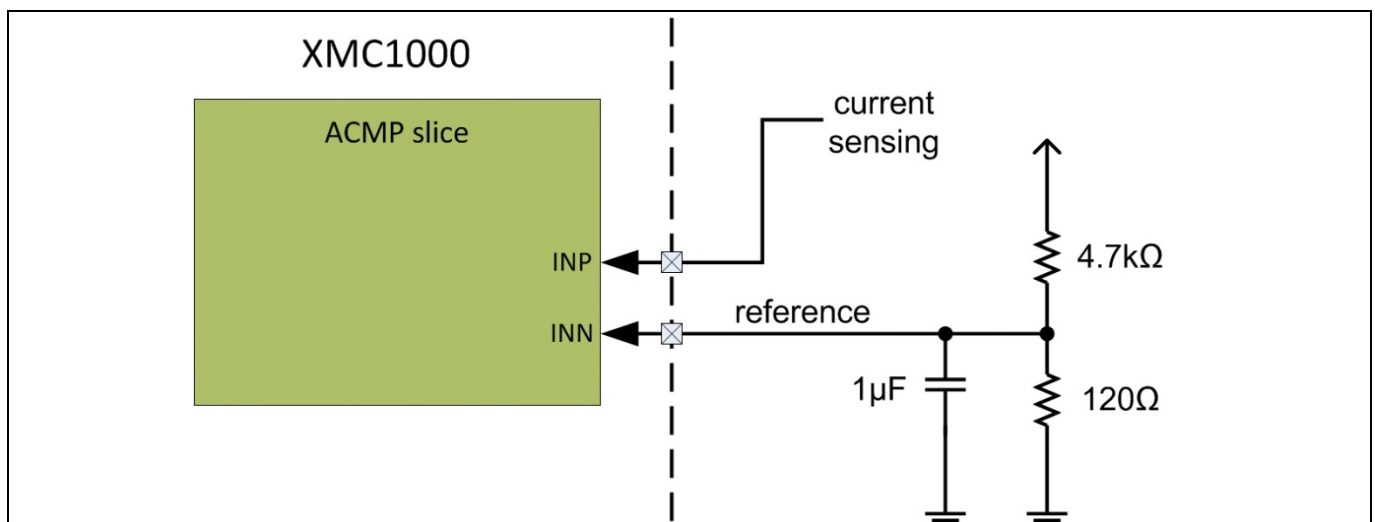 XMC1000
ACMP slice
current
sensing
INP
4.7kΩ
reference
INN
1µF
120Ω